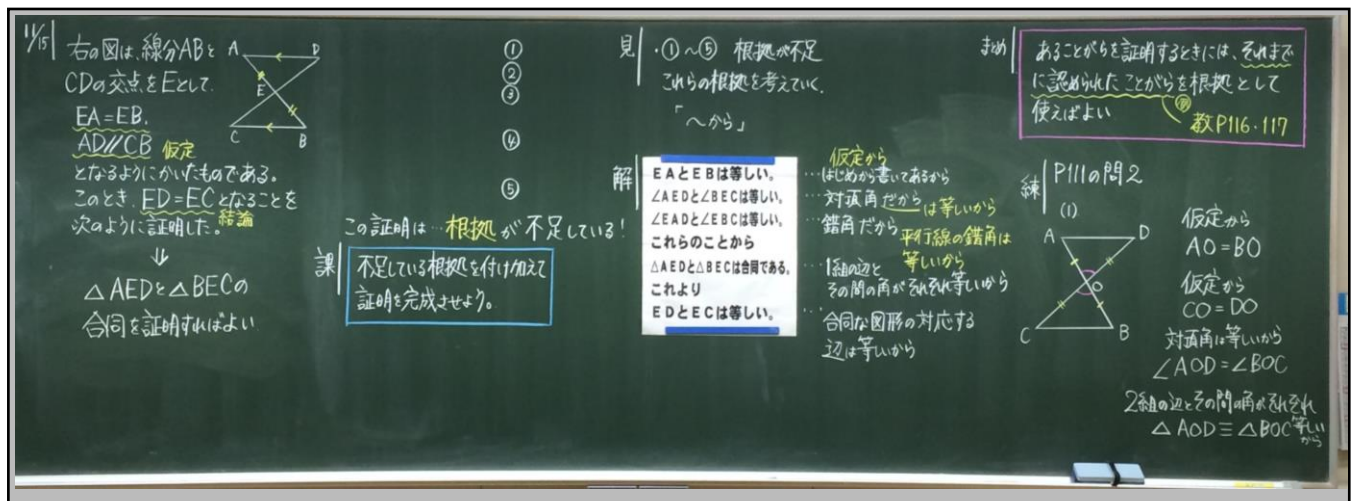 11/15
右の図は、線分ABと
CDの交点をEとして、
EA=EB、
AD//CB 仮定
となるようにかいたものである。
このとき、ED=ECとなることを
次のように証明した。結論
⇓
△AEDと△BECの
合同を証明すればよい
A D
E
C B
①
②
③
④
⑤
この証明は…根拠が不足している!
課
不足している根拠を付け加えて
証明を完成させよう。
見
・①〜⑤ 根拠が不足
これらの根拠を考えていく。
「〜から」
解
EAとEBは等しい。
∠AEDと∠BECは等しい。
∠EADと∠EBCは等しい。
これらのことから
△AEDと△BECは合同である。
これより
EDとECは等しい。
仮定から
…はじめから書いてあるから
…対頂角だから は等しいから
…錯角だから 平行線の錯角は
等しいから
…1組の辺と
その間の角がそれぞれ等しいから
…合同な図形の対応する
辺は等しいから
まとめ
あることがらを証明するときには、それまで
に認められたことがらを根拠として
使えばよい
例
教P116・117
練
P111の問2
(1)
A D
O
C B
仮定から
AO=BO
仮定から
CO=DO
対頂角は等しいから
∠AOD=∠BOC
2組の辺とその間の角がそれぞれ
等しいから
△AOD≡△BOC